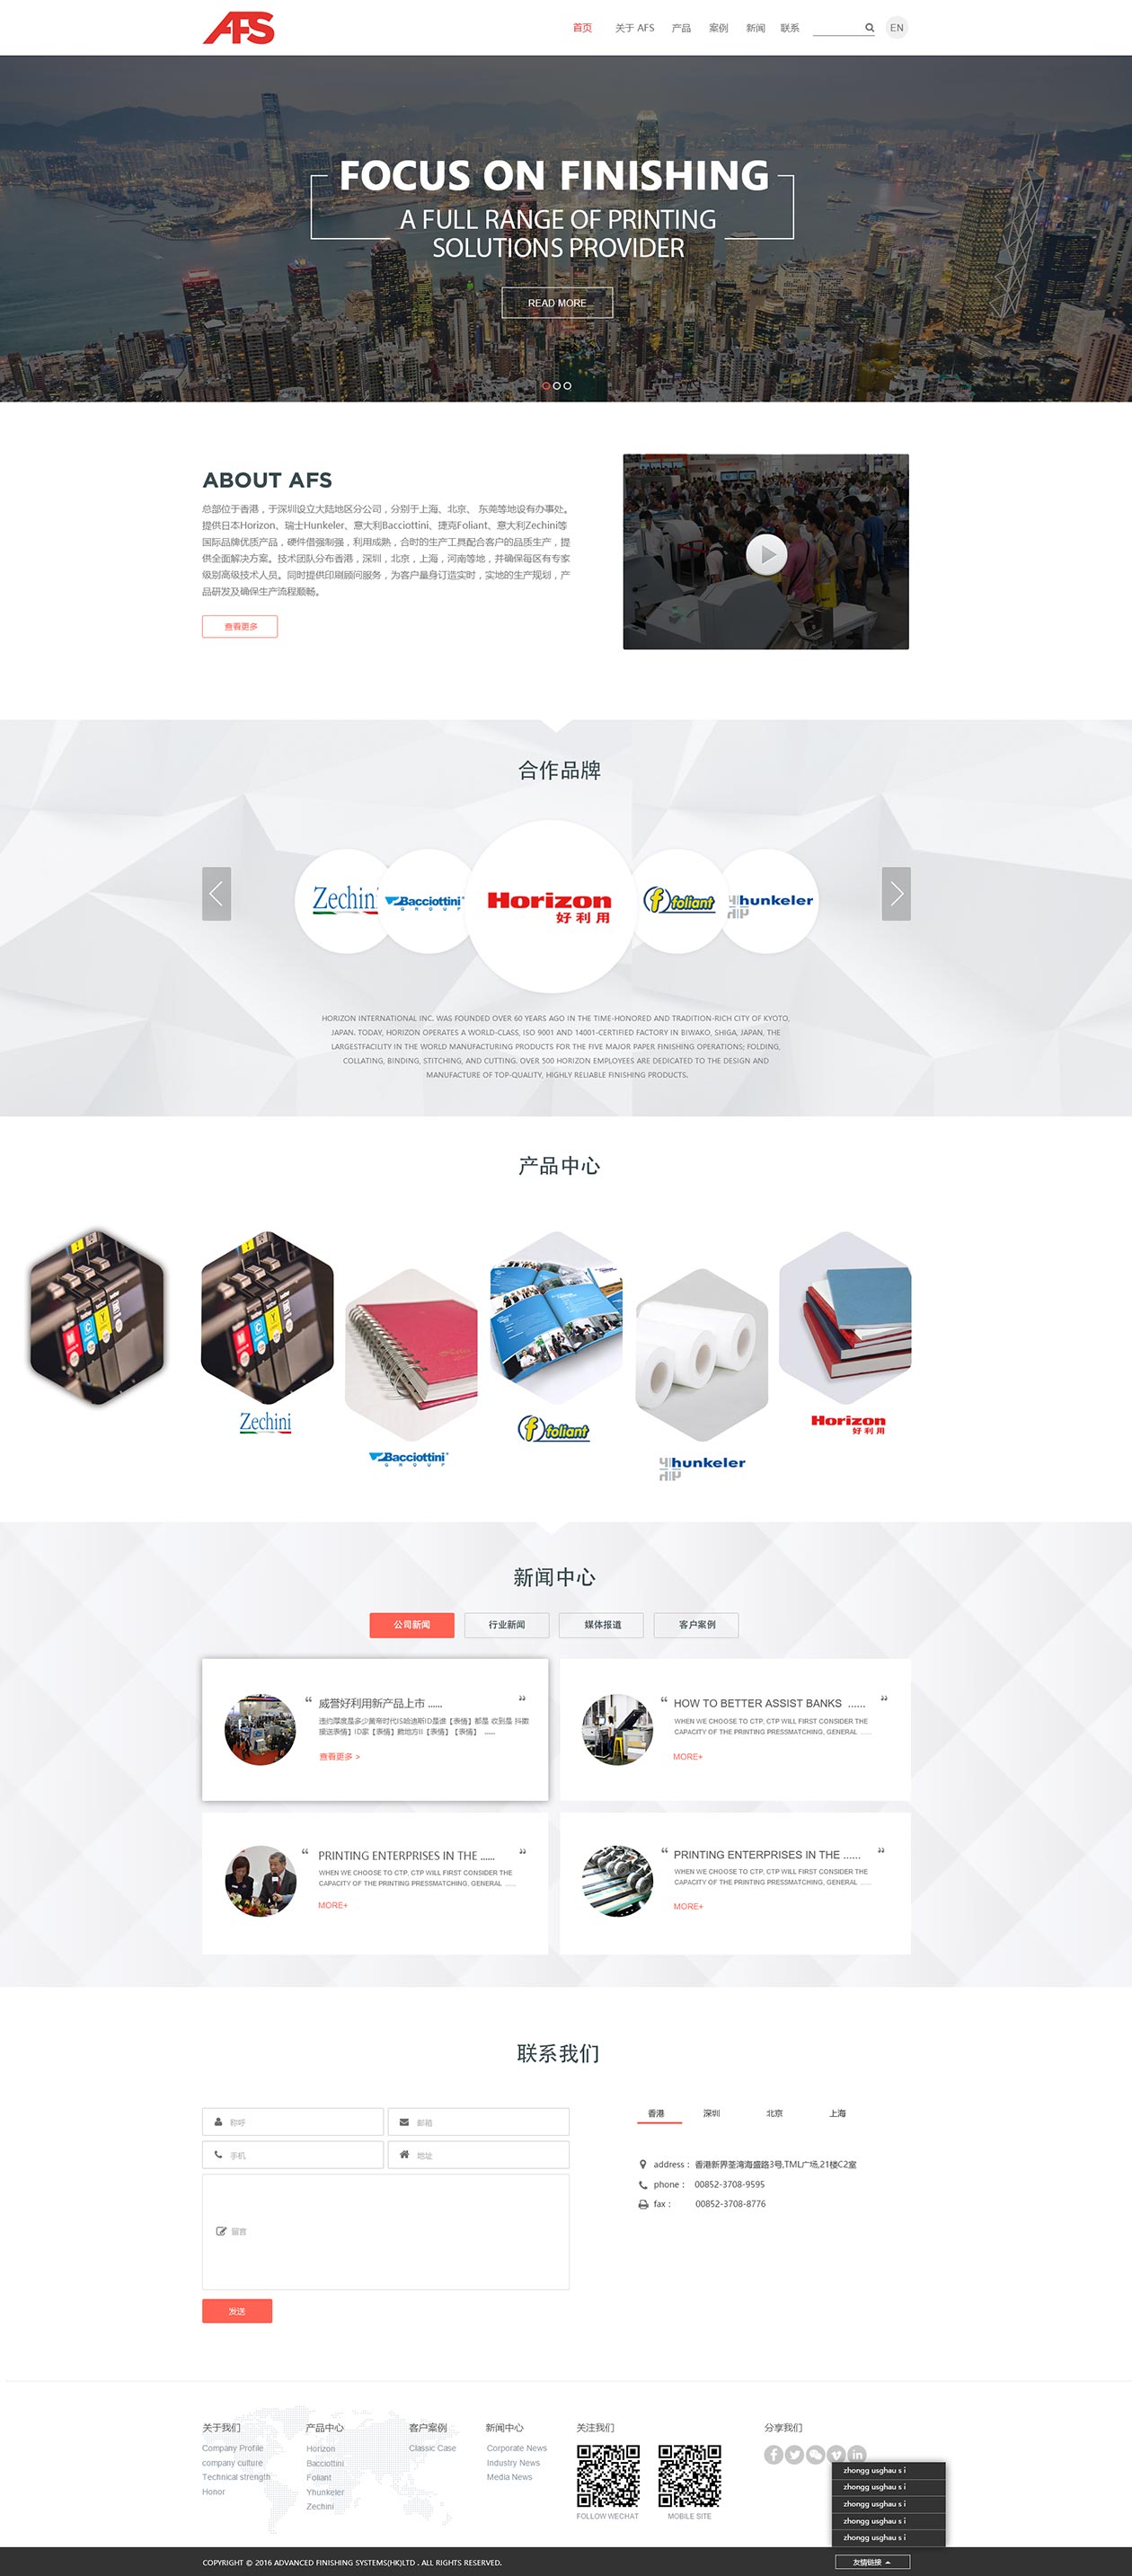 AFS
首页 关于 AFS 产品 案例 新闻 联系 EN
FOCUS ON FINISHING
A FULL RANGE OF PRINTING
SOLUTIONS PROVIDER
READ MORE
ABOUT AFS
总部位于香港，于深圳设立大陆地区分公司，分别于上海、北京、 东莞等地设有办事处。
提供日本Horizon、瑞士Hunkeler、意大利Bacciottini、捷克Foliant、意大利Zechini等
国际品牌优质产品，硬件借强制强，利用成熟，合时的生产工具配合客户的品质生产，提
供全面解决方案。技术团队分布香港，深圳，北京，上海，河南等地，并确保每区有专家
级别高级技术人员。同时提供印刷顾问服务，为客户量身订造实时，实地的生产规划，产
品研发及确保生产流程顺畅。
查看更多
合作品牌
Zechini
Bacciottini
GROUP
Horizon
好利用
foliant
hunkeler
HORIZON INTERNATIONAL INC. WAS FOUNDED OVER 60 YEARS AGO IN THE TIME-HONORED AND TRADITION-RICH CITY OF KYOTO,
JAPAN. TODAY, HORIZON OPERATES A WORLD-CLASS, ISO 9001 AND 14001-CERTIFIED FACTORY IN BIWAKO, SHIGA, JAPAN, THE
LARGESTFACILITY IN THE WORLD MANUFACTURING PRODUCTS FOR THE FIVE MAJOR PAPER FINISHING OPERATIONS; FOLDING,
COLLATING, BINDING, STITCHING, AND CUTTING. OVER 500 HORIZON EMPLOYEES ARE DEDICATED TO THE DESIGN AND
MANUFACTURE OF TOP-QUALITY, HIGHLY RELIABLE FINISHING PRODUCTS.
产品中心
Zechini
Bacciottini
GROUP
foliant
hunkeler
Horizon
好利用
新闻中心
公司新闻 行业新闻 媒体报道 客户案例
“ 威誉好利用新产品上市 ...... ”
查看更多 >
“ HOW TO BETTER ASSIST BANKS ...... ”
WHEN WE CHOOSE TO CTP, CTP WILL FIRST CONSIDER THE
CAPACITY OF THE PRINTING PRESSMATCHING, GENERAL ......
MORE+
“ PRINTING ENTERPRISES IN THE ...... ”
WHEN WE CHOOSE TO CTP, CTP WILL FIRST CONSIDER THE
CAPACITY OF THE PRINTING PRESSMATCHING, GENERAL ......
MORE+
“ PRINTING ENTERPRISES IN THE ...... ”
WHEN WE CHOOSE TO CTP, CTP WILL FIRST CONSIDER THE
CAPACITY OF THE PRINTING PRESSMATCHING, GENERAL ......
MORE+
联系我们
称呼 邮箱
手机 地址
留言
发送
香港 深圳 北京 上海
address： 香港新界荃湾海盛路3号,TML广场,21楼C2室
phone： 00852-3708-9595
fax： 00852-3708-8776
关于我们
Company Profile
company culture
Technical strength
Honor
产品中心
Horizon
Bacciottini
Foliant
Yhunkeler
Zechini
客户案例
Classic Case
新闻中心
Corporate News
Industry News
Media News
关注我们
FOLLOW WECHAT
MOBILE SITE
分享我们
zhongg usghau s i
zhongg usghau s i
zhongg usghau s i
zhongg usghau s i
zhongg usghau s i
COPYRIGHT © 2016 ADVANCED FINISHING SYSTEMS(HK)LTD . ALL RIGHTS RESERVED.
友情链接